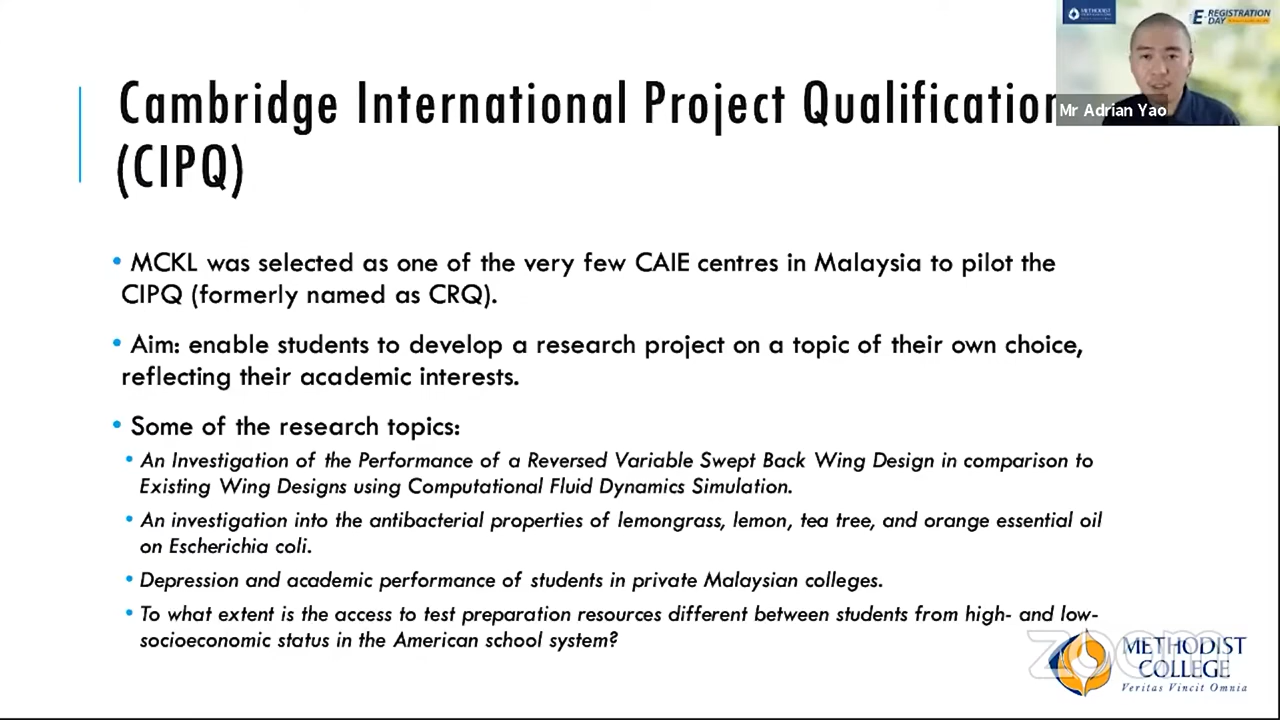 METHODIST
E-REGISTRATION DAY
Mr Adrian Yao
Cambridge International Project Qualification
(CIPQ)
• MCKL was selected as one of the very few CAIE centres in Malaysia to pilot the
CIPQ (formerly named as CRQ).
• Aim: enable students to develop a research project on a topic of their own choice,
reflecting their academic interests.
• Some of the research topics:
• An Investigation of the Performance of a Reversed Variable Swept Back Wing Design in comparison to
Existing Wing Designs using Computational Fluid Dynamics Simulation.
• An investigation into the antibacterial properties of lemongrass, lemon, tea tree, and orange essential oil
on Escherichia coli.
• Depression and academic performance of students in private Malaysian colleges.
• To what extent is the access to test preparation resources different between students from high- and low-
socioeconomic status in the American school system?
zoom
METHODIST
COLLEGE
Veritas Vincit Omnia